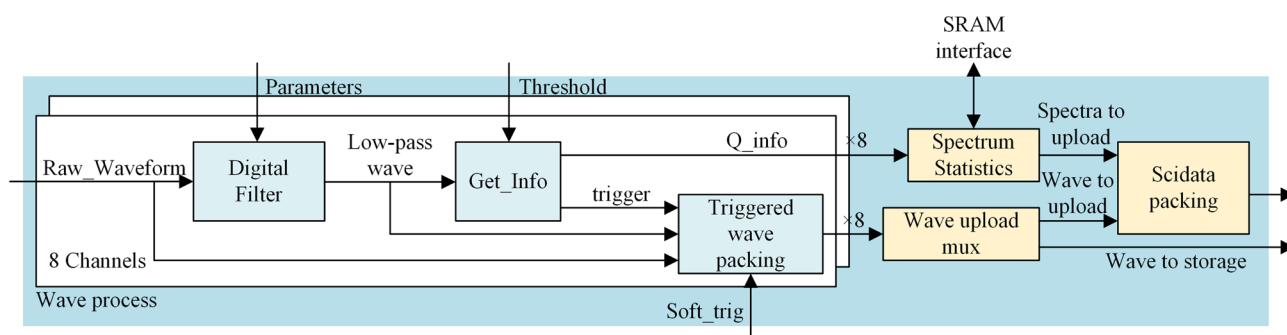 SRAM
interface
Parameters
Threshold
Raw_Waveform
Digital
Filter
Low-pass
wave
Get_Info
Q_info
×8
Spectrum
Statistics
Spectra to
upload
Wave to
upload
Scidata
packing
trigger
Triggered
wave
packing
×8
Wave upload
mux
Wave to storage
8 Channels
Wave process
Soft_trig